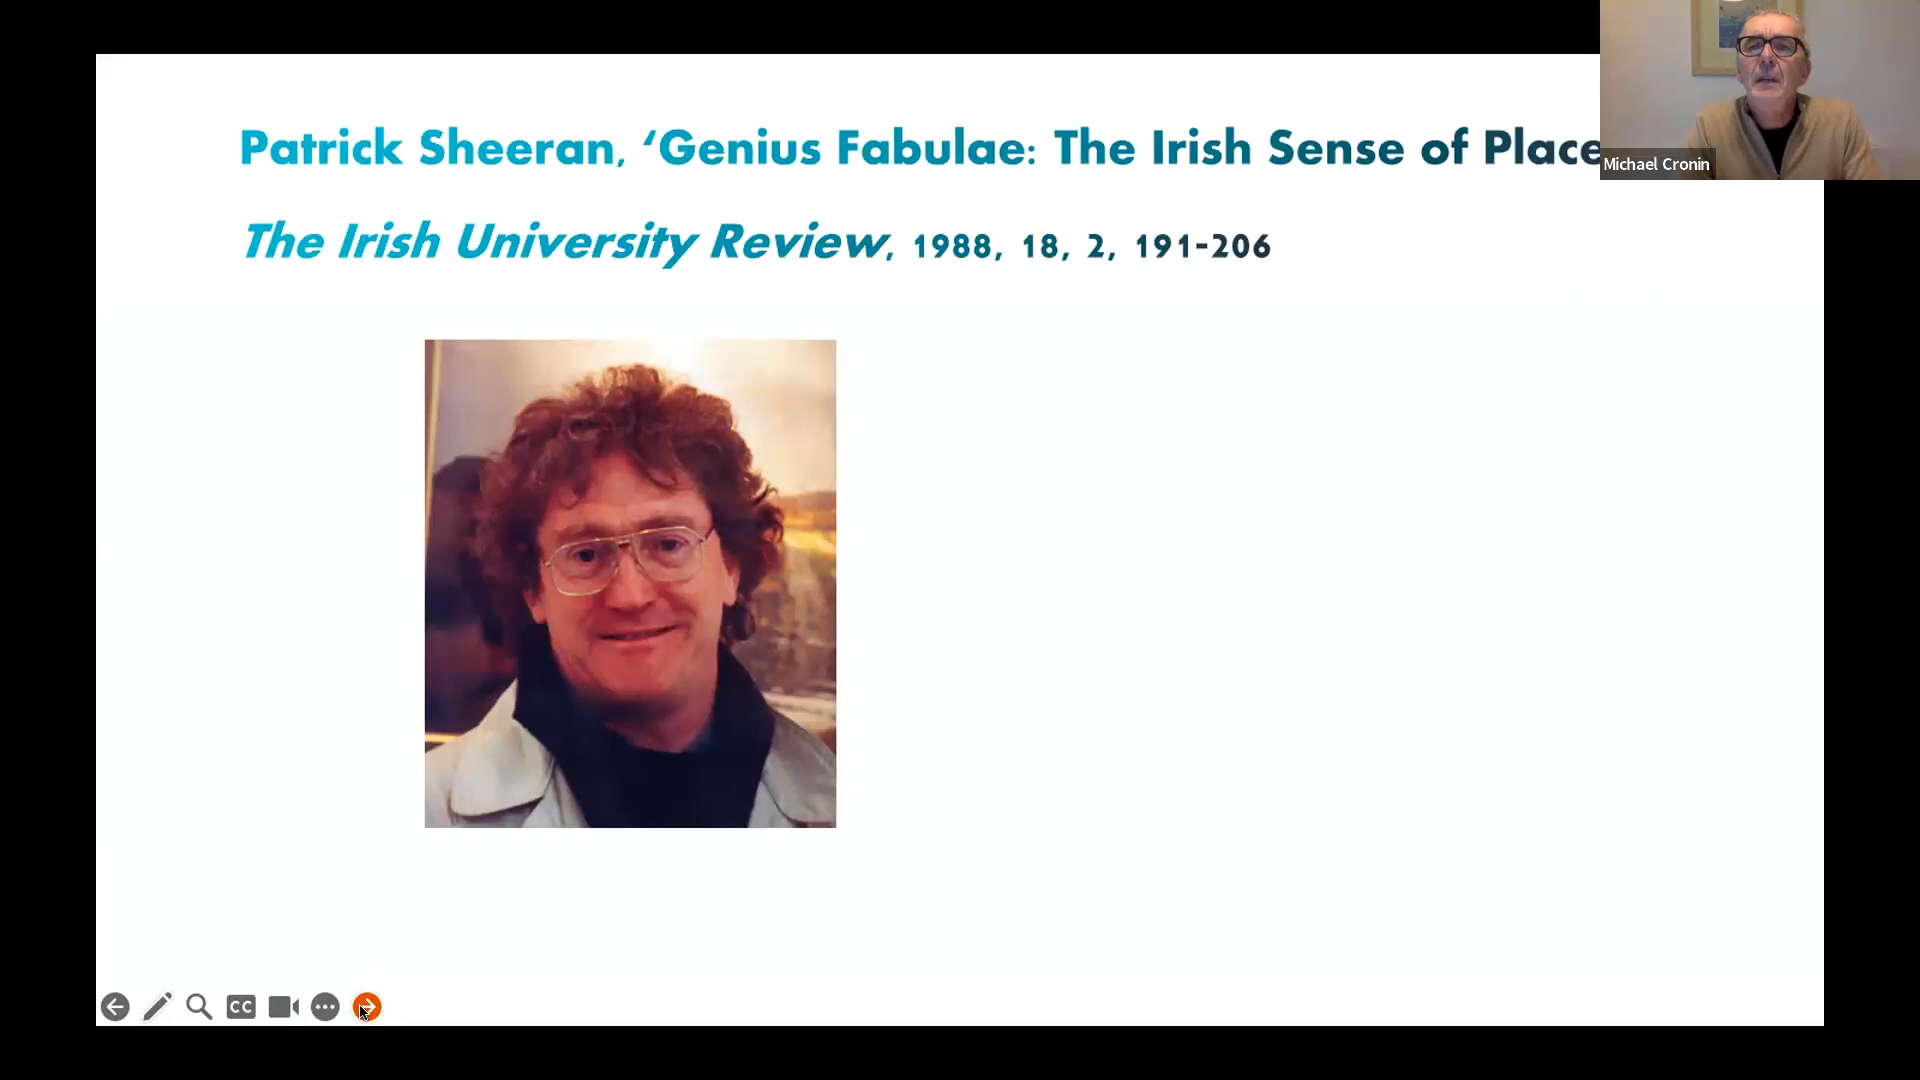 Patrick Sheeran, ‘Genius Fabulae: The Irish Sense of Place
The Irish University Review, 1988, 18, 2, 191-206
Michael Cronin
CC